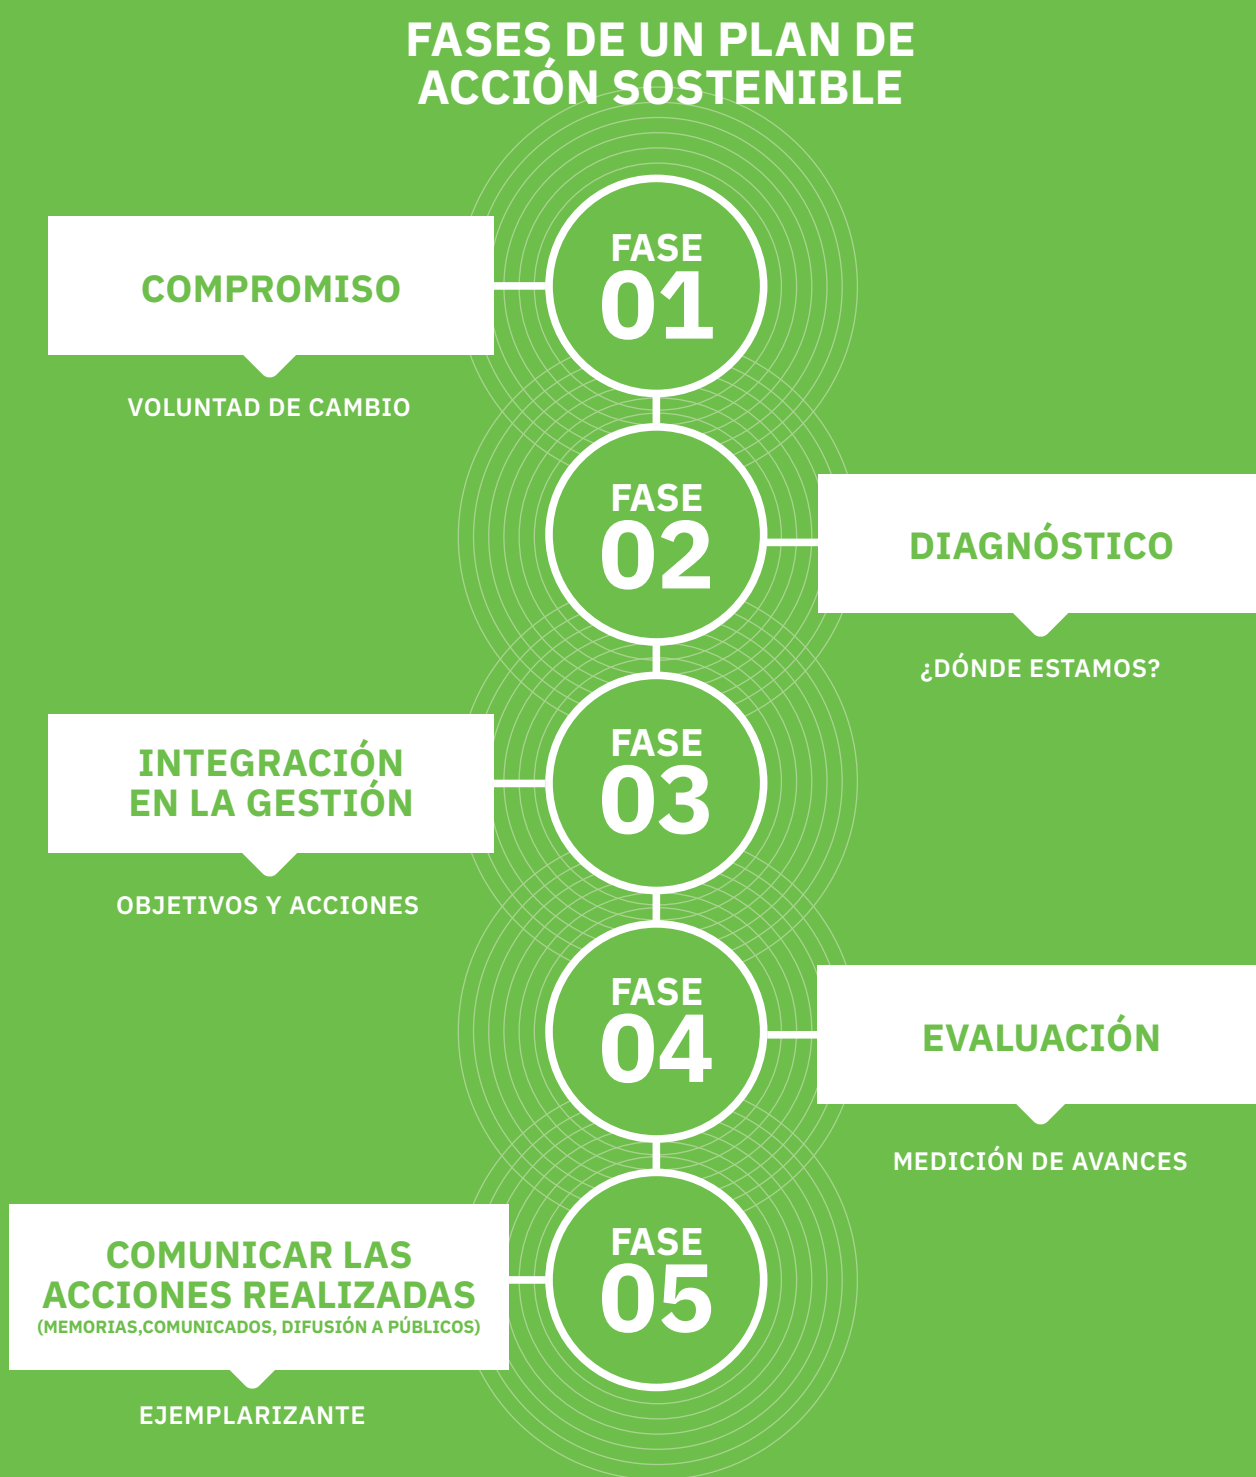 FASES DE UN PLAN DE
ACCIÓN SOSTENIBLE
FASE
01
COMPROMISO
VOLUNTAD DE CAMBIO
FASE
02
DIAGNÓSTICO
¿DÓNDE ESTAMOS?
FASE
03
INTEGRACIÓN
EN LA GESTIÓN
OBJETIVOS Y ACCIONES
FASE
04
EVALUACIÓN
MEDICIÓN DE AVANCES
FASE
05
COMUNICAR LAS
ACCIONES REALIZADAS
(MEMORIAS,COMUNICADOS, DIFUSIÓN A PÚBLICOS)
EJEMPLARIZANTE